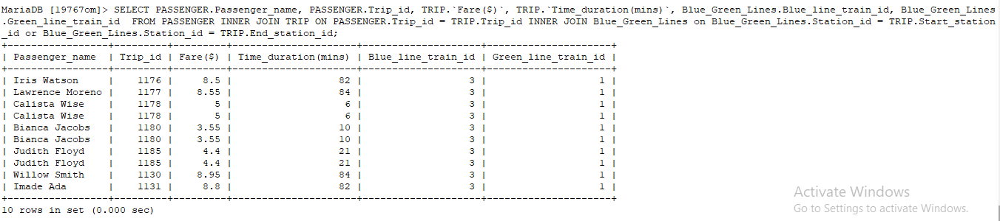 MariaDB [19767om]> SELECT PASSENGER.Passenger_name, PASSENGER.Trip_id, TRIP.`Fare($)`, TRIP.`Time_duration(mins)`, Blue_Green_Lines.Blue_line_train_id, Blue_Green_Lines
.Green_line_train_id  FROM PASSENGER INNER JOIN TRIP ON PASSENGER.Trip_id = TRIP.Trip_id INNER JOIN Blue_Green_Lines on Blue_Green_Lines.Station_id = TRIP.Start_station
_id or Blue_Green_Lines.Station_id = TRIP.End_station_id;
+-----------------+---------+---------+---------------------+--------------------+---------------------+
| Passenger_name  | Trip_id | Fare($) | Time_duration(mins) | Blue_line_train_id | Green_line_train_id |
+-----------------+---------+---------+---------------------+--------------------+---------------------+
| Iris Watson     |    1176 |     8.5 |                  82 |                  3 |                   1 |
| Lawrence Moreno |    1177 |    8.55 |                  84 |                  3 |                   1 |
| Calista Wise    |    1178 |       5 |                   6 |                  3 |                   1 |
| Calista Wise    |    1178 |       5 |                   6 |                  3 |                   1 |
| Bianca Jacobs   |    1180 |    3.55 |                  10 |                  3 |                   1 |
| Bianca Jacobs   |    1180 |    3.55 |                  10 |                  3 |                   1 |
| Judith Floyd    |    1185 |     4.4 |                  21 |                  3 |                   1 |
| Judith Floyd    |    1185 |     4.4 |                  21 |                  3 |                   1 |
| Willow Smith    |    1130 |    8.95 |                  84 |                  3 |                   1 |
| Imade Ada       |    1131 |     8.8 |                  82 |                  3 |                   1 |
+-----------------+---------+---------+---------------------+--------------------+---------------------+
10 rows in set (0.000 sec)
Activate Windows
Go to Settings to activate Windows.